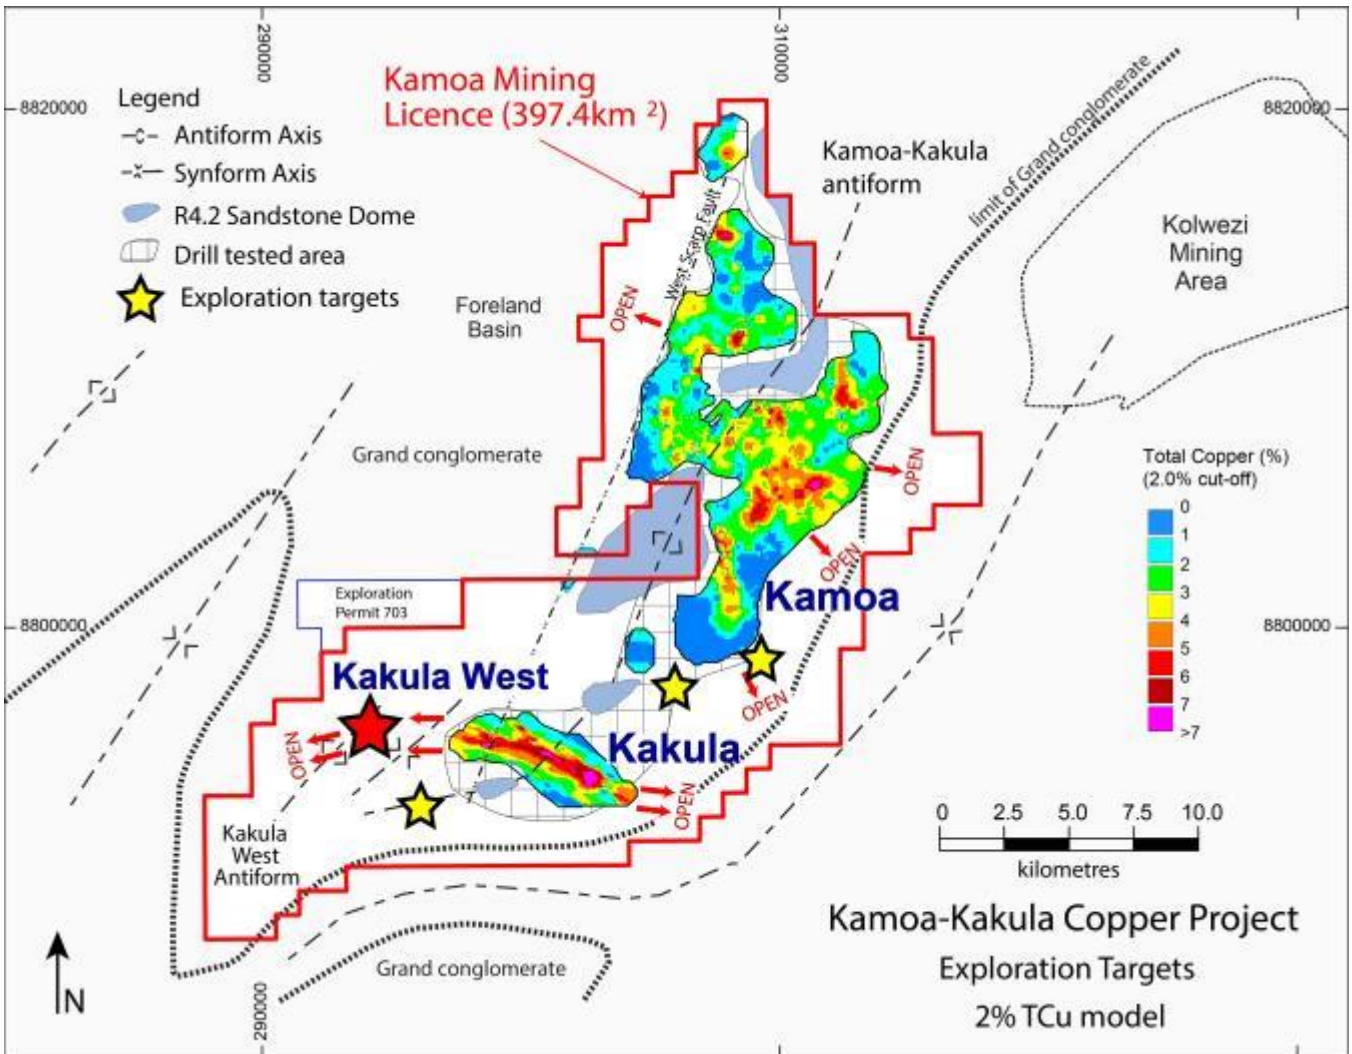 290000
310000
8820000
8820000
Legend
Antiform Axis
Synform Axis
R4.2 Sandstone Dome
Drill tested area
Exploration targets
Kamoa Mining
Licence (397.4km 2)
Kamoa-Kakula
antiform
limit of Grand conglomerate
Kolwezi
Mining
Area
West Scarp Fault
Foreland
Basin
OPEN
Grand conglomerate
OPEN
Total Copper (%)
(2.0% cut-off)
0
1
2
3
4
5
6
7
>7
OPEN
Exploration
Permit 703
Kamoa
8800000
8800000
Kakula West
OPEN
OPEN
Kakula
OPEN
Kakula
West
Antiform
0 2.5 5.0 7.5 10.0
kilometres
Kamoa-Kakula Copper Project
Exploration Targets
2% TCu model
Grand conglomerate
N
290000